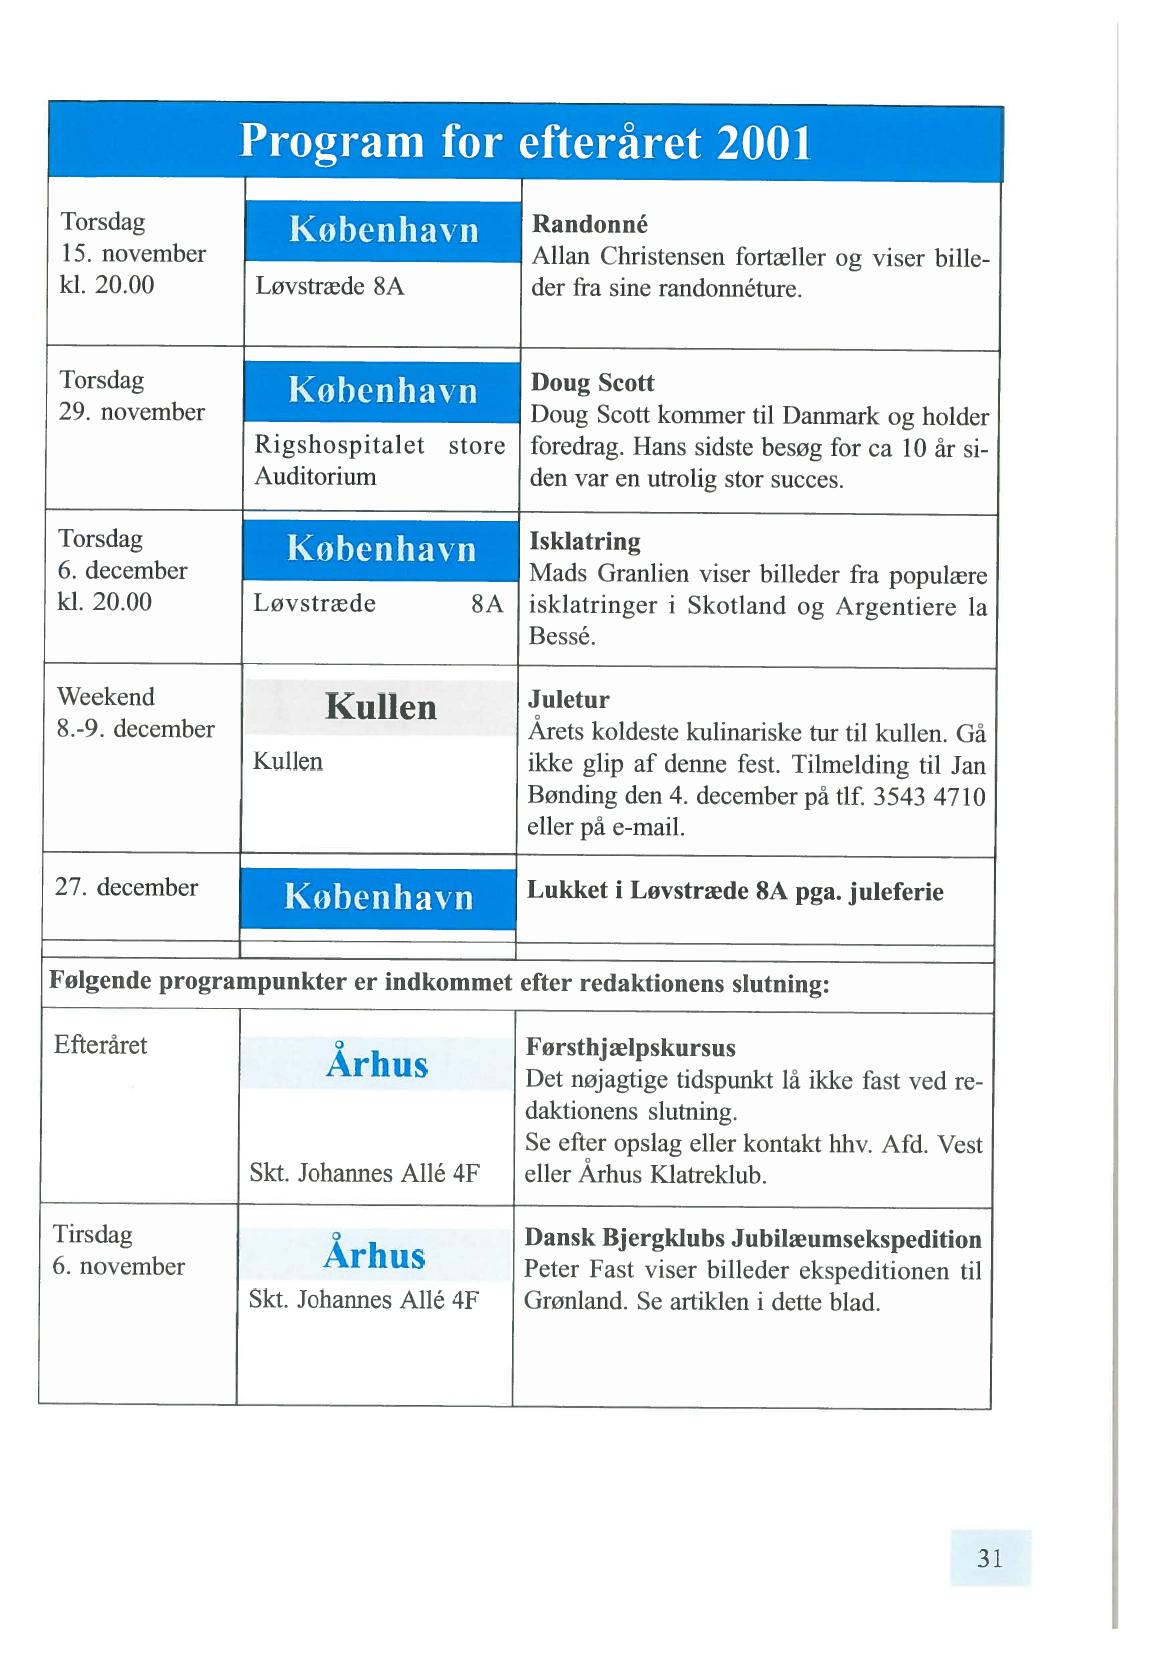 Program for efteråret 2001
Torsdag
15. november
kl. 20.00
København
Løvstræde 8A
Randonné
Allan Christensen fortæller og viser bille-
der fra sine randonnéture.
Torsdag
29. november
København
Rigshospitalet store
Auditorium
Doug Scott
Doug Scott kommer til Danmark og holder
foredrag. Hans sidste besøg for ca 10 år si-
den var en utrolig stor succes.
Torsdag
6. december
kl. 20.00
København
Løvstræde 8A
Isklatring
Mads Granlien viser billeder fra populære
isklatringer i Skotland og Argentiere la
Bessé.
Weekend
8.-9. december
Kullen
Kullen
Juletur
Årets koldeste kulinariske tur til kullen. Gå
ikke glip af denne fest. Tilmelding til Jan
Bønding den 4. december på tlf. 3543 4710
eller på e-mail.
27. december
København
Lukket i Løvstræde 8A pga. juleferie
Følgende programpunkter er indkommet efter redaktionens slutning:
Efteråret
Århus
Skt. Johannes Allé 4F
Førsthjælpskursus
Det nøjagtige tidspunkt lå ikke fast ved re-
daktionens slutning.
Se efter opslag eller kontakt hhv. Afd. Vest
eller Århus Klatreklub.
Tirsdag
6. november
Århus
Skt. Johannes Allé 4F
Dansk Bjergklubs Jubilæumsekspedition
Peter Fast viser billeder ekspeditionen til
Grønland. Se artiklen i dette blad.
31